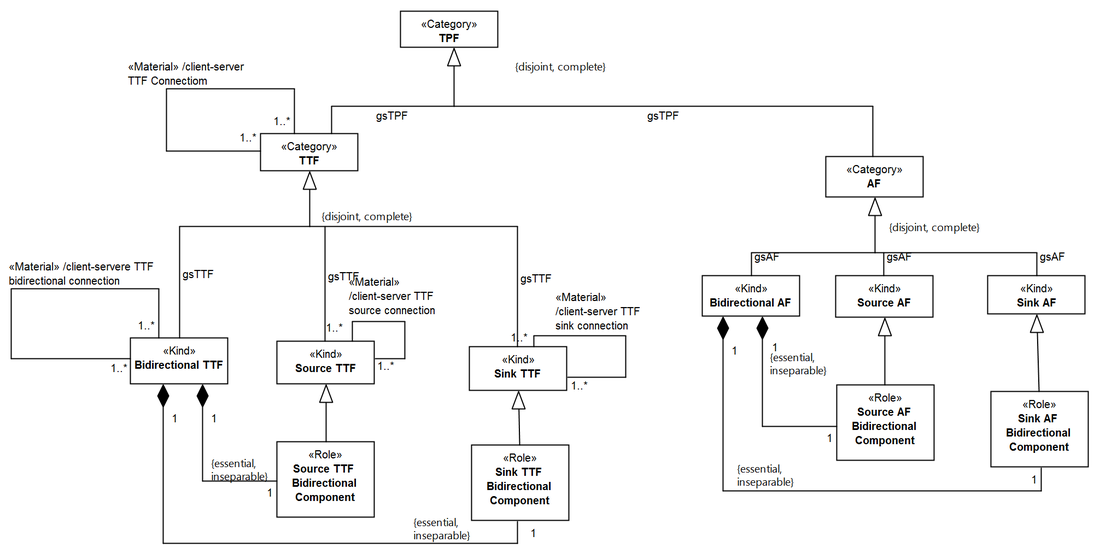 «Category»
TPF
{disjoint, complete}
«Material» /client-server
TTF Connectiom
1..*
1..*
gsTPF
gsTPF
«Category»
TTF
«Category»
AF
{disjoint, complete}
{disjoint, complete}
«Material» /client-servere TTF
bidirectional connection
gsTTF
gsTTF
gsTTF
«Material»
/client-server TTF
source connection
«Material»
/client-server TTF
sink connection
gsAF
gsAF
gsAF
«Kind»
Bidirectional AF
«Kind»
Source AF
«Kind»
Sink AF
1..*
1..*
1..*
1..*
1..*
1..*
«Kind»
Bidirectional TTF
«Kind»
Source TTF
«Kind»
Sink TTF
1
1
{essential,
inseparable}
1
1
«Role»
Source AF
Bidirectional
Component
«Role»
Sink AF
Bidirectional
Component
1
{essential,
inseparable}
1
«Role»
Source TTF
Bidirectional
Component
«Role»
Sink TTF
Bidirectional
Component
{essential,
inseparable}
1
{essential,
inseparable}
1